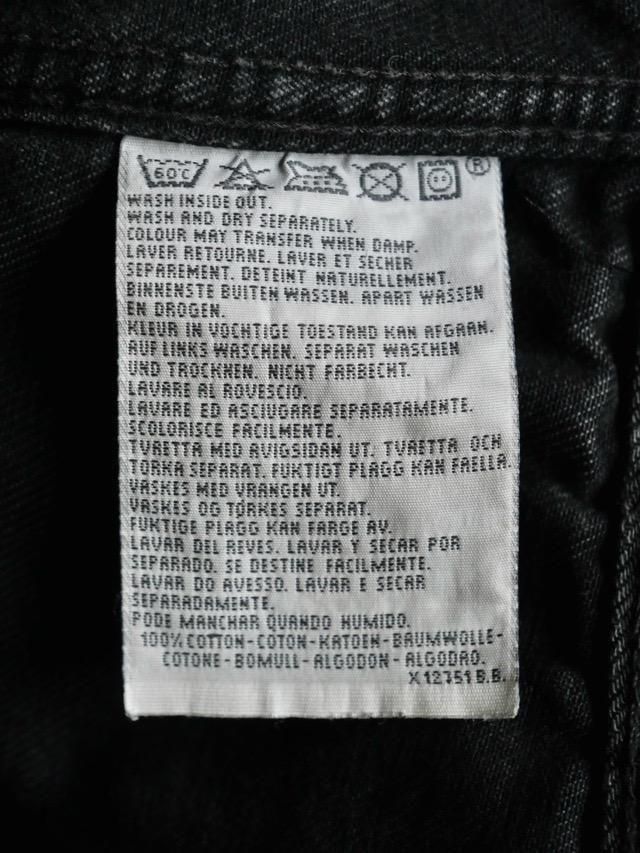 60°C ®
WASH INSIDE OUT.
WASH AND DRY SEPARATELY.
COLOUR MAY TRANSFER WHEN DAMP.
LAVER RETOURNE. LAVER ET SECHER
SEPAREMENT. DETEINT NATURELLEMENT.
BINNENSTE BUITEN WASSEN. APART WASSEN
EN DROGEN.
KLEUR IN VOCHTIGE TOESTAND KAN AFGAAN.
AUF LINKS WASCHEN. SEPARAT WASCHEN
UND TROCKNEN. NICHT FARBECHT.
LAVARE AL ROVESCIO.
LAVARE ED ASCIUGARE SEPARATAMENTE.
SCOLORISCE FACILMENTE.
TVAETTA MED AVIGSIDAN UT. TVAETTA OCH
TORKA SEPARAT. FUKTIGT PLAGG KAN FAELLA.
VASKES MED VRANGEN UT.
VASKES OG TORKES SEPARAT.
FUKTIGE PLAGG KAN FARGE AV.
LAVAR DEL REVES. LAVAR Y SECAR POR
SEPARADO. SE DESTINE FACILMENTE.
LAVAR DO AVESSO. LAVAR E SECAR
SEPARADAMENTE.
PODE MANCHAR QUANDO HUMIDO.
100% COTTON-COTON-KATOEN-BAUMWOLLE-
COTONE-BOMULL-ALGODON-ALGODAO.
X12751 B.B.